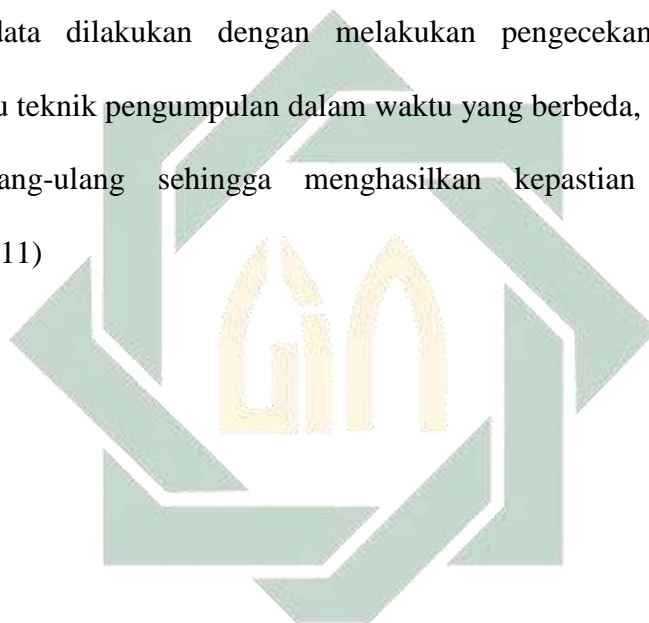 data dilakukan dengan melakukan pengecekan
teknik pengumpulan dalam waktu yang berbeda,
ang-ulang sehingga menghasilkan kepastian
11)